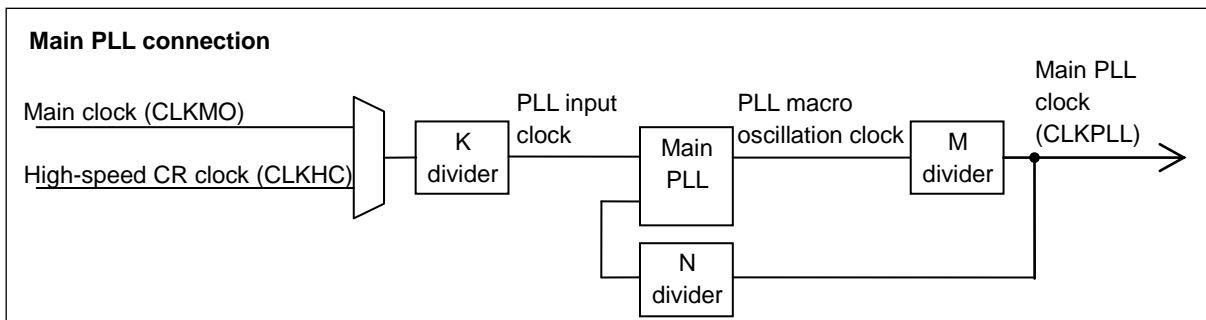 Main PLL connection
Main clock (CLKMO)
High-speed CR clock (CLKHC)
K
divider
PLL input
clock
Main
PLL
PLL macro
oscillation clock
M
divider
Main PLL
clock
(CLKPLL)
N
divider